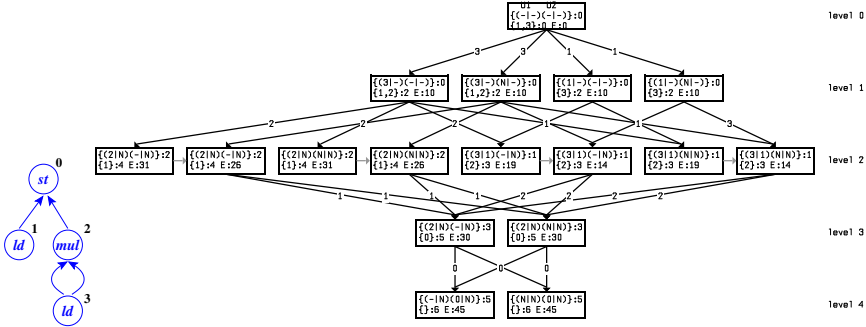 U1 U2
{(-|-)(-|-)}:0
{1,3}:0 E:0
level 0
3
3
1
1
{(3|-)(-|-)}:0
{1,2}:2 E:10
{(3|-)(N|-)}:0
{1,2}:2 E:10
{(1|-)(-|-)}:0
{3}:2 E:10
{(1|-)(N|-)}:0
{3}:2 E:10
level 1
2
2
2
1
1
3
{(2|N)(-|N)}:2
{1}:4 E:31
{(2|N)(-|N)}:2
{1}:4 E:26
{(2|N)(N|N)}:2
{1}:4 E:31
{(2|N)(N|N)}:2
{1}:4 E:26
{(3|1)(-|N)}:1
{2}:3 E:19
{(3|1)(-|N)}:1
{2}:3 E:14
{(3|1)(N|N)}:1
{2}:3 E:19
{(3|1)(N|N)}:1
{2}:3 E:14
level 2
1
1
1
1
2
2
2
2
{(2|N)(-|N)}:3
{0}:5 E:30
{(2|N)(N|N)}:3
{0}:5 E:30
level 3
0
0
0
{(-|N)(0|N)}:5
{}:6 E:45
{(N|N)(0|N)}:5
{}:6 E:45
level 4
0
st
1
ld
2
mul
3
ld